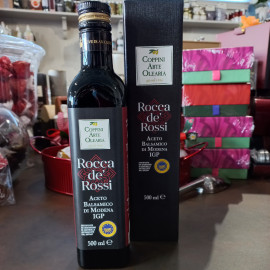 COPPINI
ARTE
OLEARIA
Rocca
de'
Rossi
ACETO
BALSAMICO
DI MODENA
IGP
500 ml e
COPPINI
ARTE
OLEARIA
Rocca
de'
Rossi
ACETO
BALSAMICO
DI MODENA
IGP
500 ml e